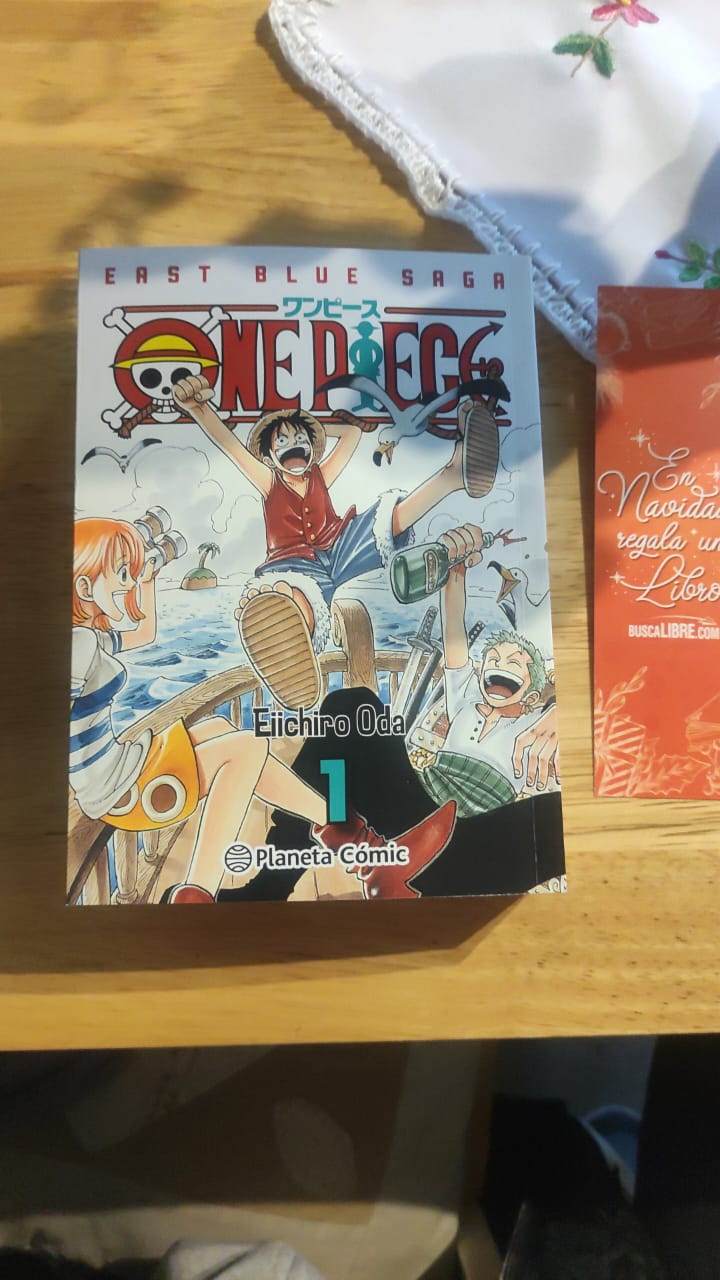 EAST BLUE SAGA
ワンピース
ONE PIECE
Eiichiro Oda
1
Planeta Cómic
En
Navidad
regala un
Libro
BUSCALIBRE.COM